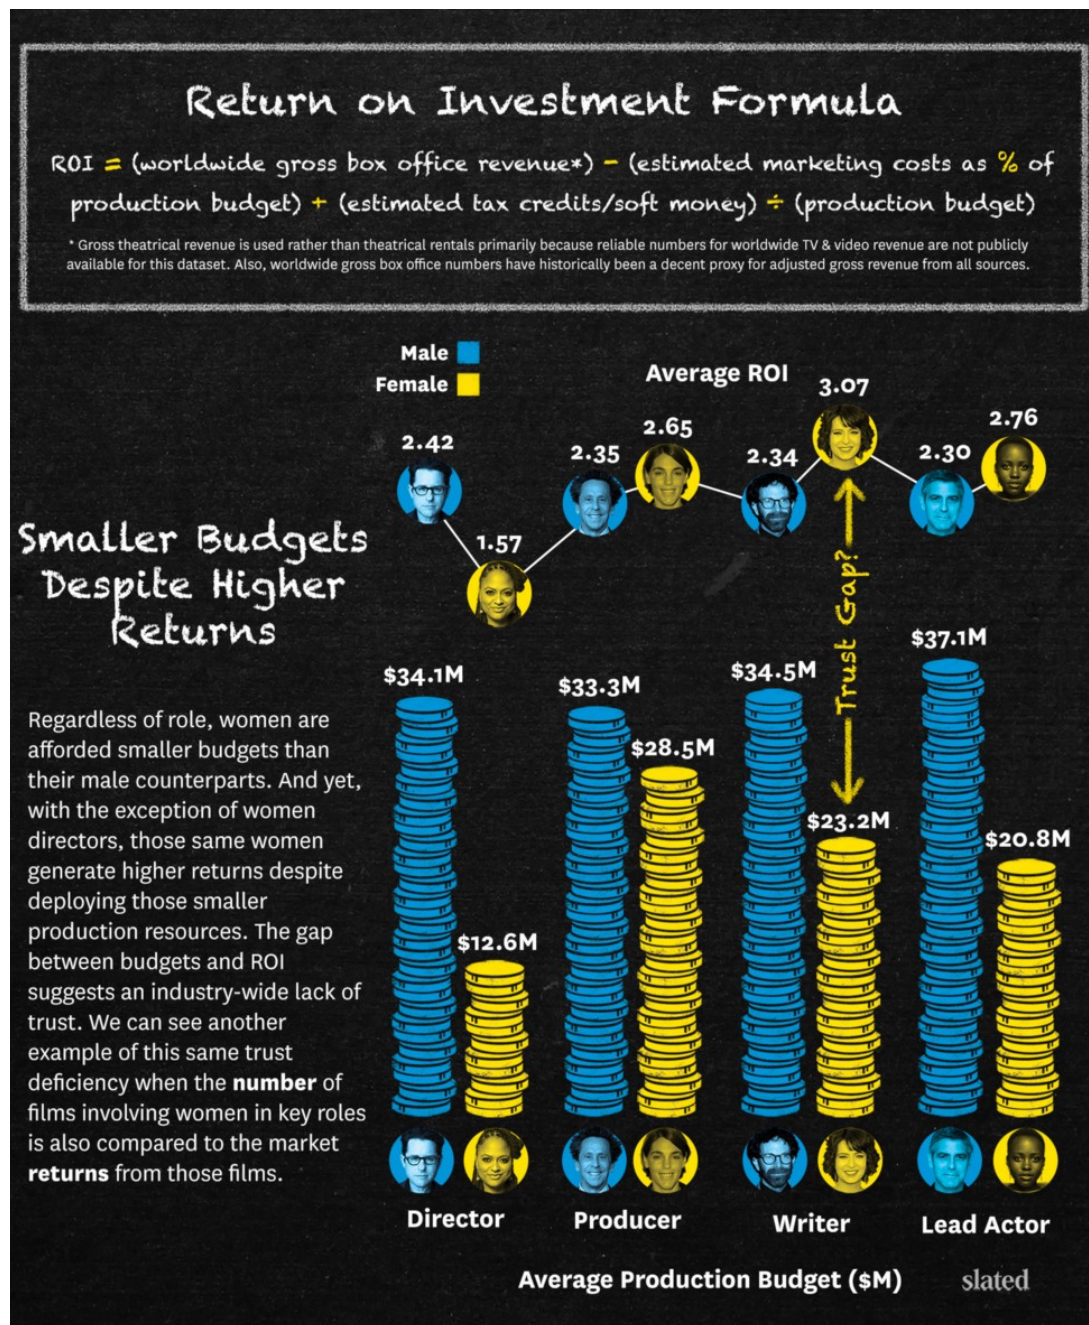 Return on Investment Formula
ROI = (worldwide gross box office revenue*) - (estimated marketing costs as % of
production budget) + (estimated tax credits/soft money) ÷ (production budget)
* Gross theatrical revenue is used rather than theatrical rentals primarily because reliable numbers for worldwide TV & video revenue are not publicly
available for this dataset. Also, worldwide gross box office numbers have historically been a decent proxy for adjusted gross revenue from all sources.
Male
Female
Average ROI
2.42
1.57
2.35
2.65
2.34
3.07
2.30
2.76
Trust Gap?
Smaller Budgets
Despite Higher
Returns
Regardless of role, women are
afforded smaller budgets than
their male counterparts. And yet,
with the exception of women
directors, those same women
generate higher returns despite
deploying those smaller
production resources. The gap
between budgets and ROI
suggests an industry-wide lack of
trust. We can see another
example of this same trust
deficiency when the number of
films involving women in key roles
is also compared to the market
returns from those films.
$34.1M
$12.6M
$33.3M
$28.5M
$34.5M
$23.2M
$37.1M
$20.8M
Director
Producer
Writer
Lead Actor
Average Production Budget ($M)
slated